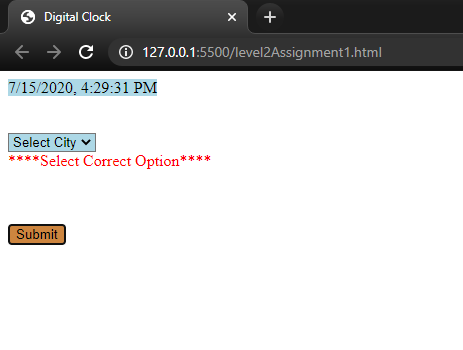 Digital Clock
127.0.0.1:5500/level2Assignment1.html
7/15/2020, 4:29:31 PM
Select City
****Select Correct Option****
Submit